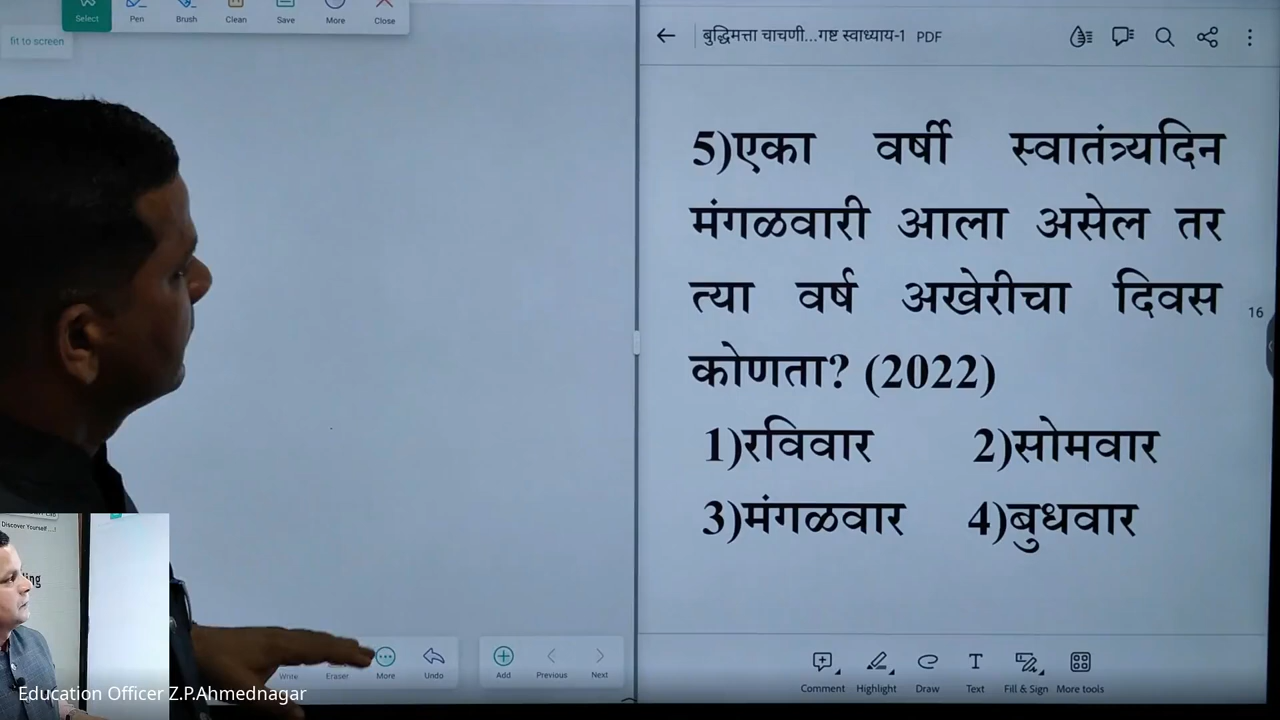 Select Pen Brush Clean Save More Close
fit to screen
बुद्धिमत्ता चाचणी...गष्ट स्वाध्याय-1 PDF
5)एका वर्षी स्वातंत्र्यदिन
मंगळवारी आला असेल तर
त्या वर्ष अखेरीचा दिवस
कोणता? (2022)
1)रविवार 2)सोमवार
3)मंगळवार 4)बुधवार
16
Write Eraser More Undo Add Previous Next
Comment Highlight Draw Text Fill & Sign More tools
Discover Yourself
Education Officer Z.P.Ahmednagar